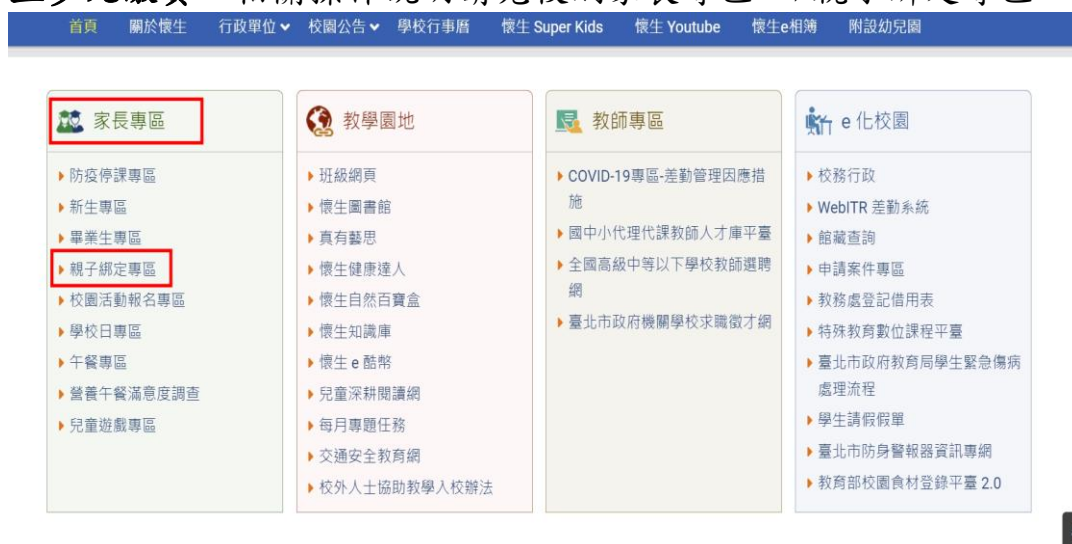 首頁 關於懷生 行政單位 校園公告 學校行事曆 懷生 Super Kids 懷生 Youtube 懷生e相簿 附設幼兒園
家長專區
防疫停課專區
新生專區
畢業生專區
親子綁定專區
校園活動報名專區
學校日專區
午餐專區
營養午餐滿意度調查
兒童遊戲專區
教學園地
班級網頁
懷生圖書館
真有藝思
懷生健康達人
懷生自然百寶盒
懷生知識庫
懷生 e 酷幣
兒童深耕閱讀網
每月專題任務
交通安全教育網
校外人士協助教學入校辦法
教師專區
COVID-19專區-差勤管理因應措
施
國中小代理代課教師人才庫平臺
全國高級中等以下學校教師選聘
網
臺北市政府機關學校求職徵才網
e 化校園
校務行政
WebITR 差勤系統
館藏查詢
申請案件專區
教務處登記借用表
特殊教育數位課程平臺
臺北市政府教育局學生緊急傷病
處理流程
學生請假假單
臺北市防身警報器資訊專網
教育部校園食材登錄平臺 2.0